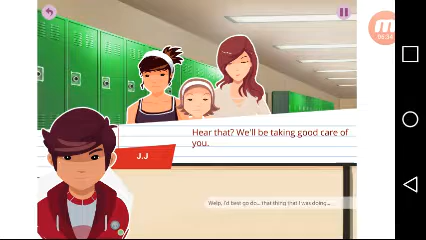 Hear that? We'll be taking good care of
you.
J.J
Welp, I'd best go do... that thing that I was doing...